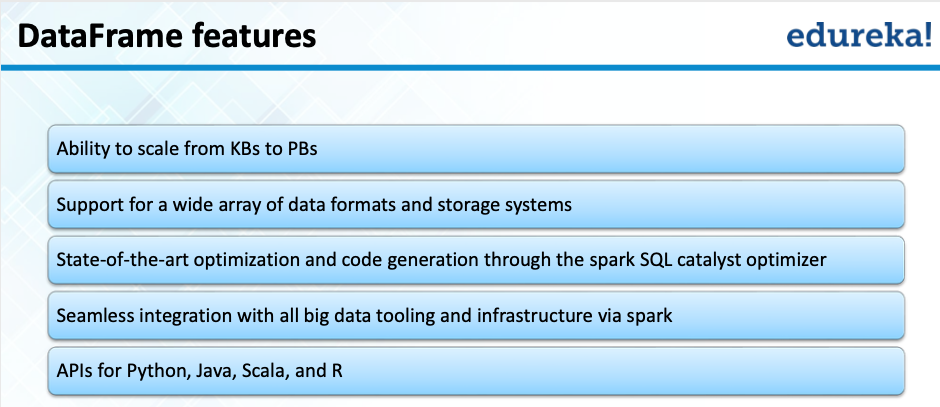 DataFrame features
edureka!
Ability to scale from KBs to PBs
Support for a wide array of data formats and storage systems
State-of-the-art optimization and code generation through the spark SQL catalyst optimizer
Seamless integration with all big data tooling and infrastructure via spark
APIs for Python, Java, Scala, and R